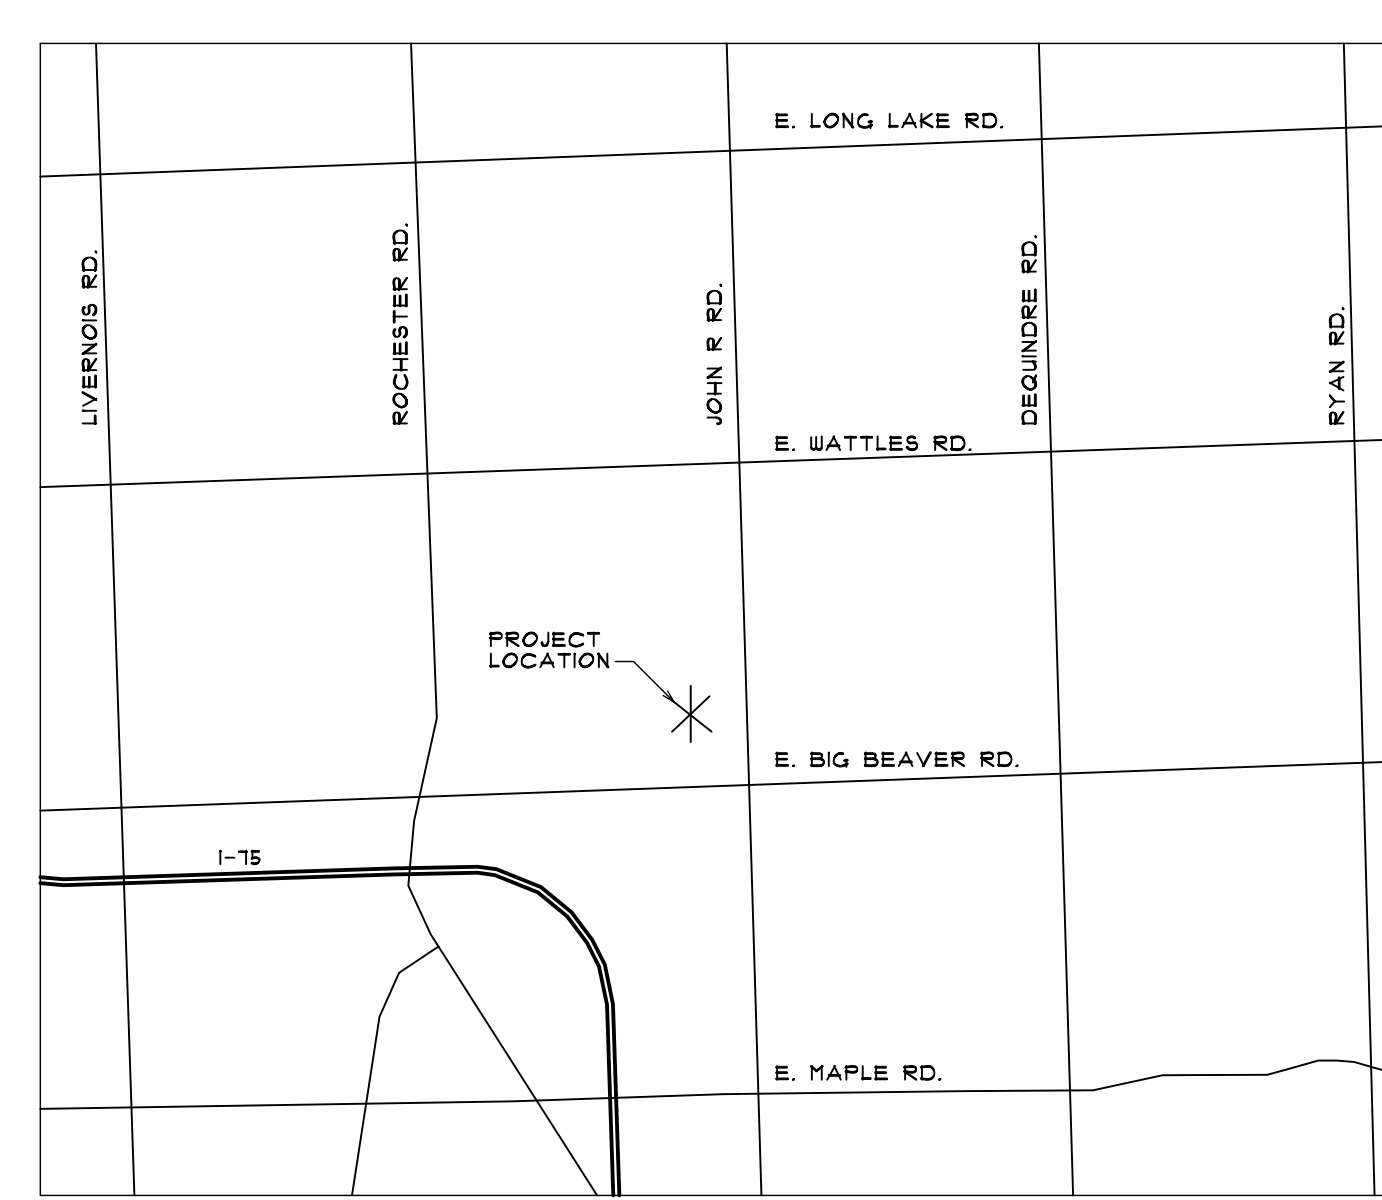 E. LONG LAKE RD.
LIVERNOIS RD.
ROCHESTER RD.
JOHN R RD.
DEQUINDRE RD.
RYAN RD.
E. WATTLES RD.
PROJECT
LOCATION
E. BIG BEAVER RD.
I-75
E. MAPLE RD.